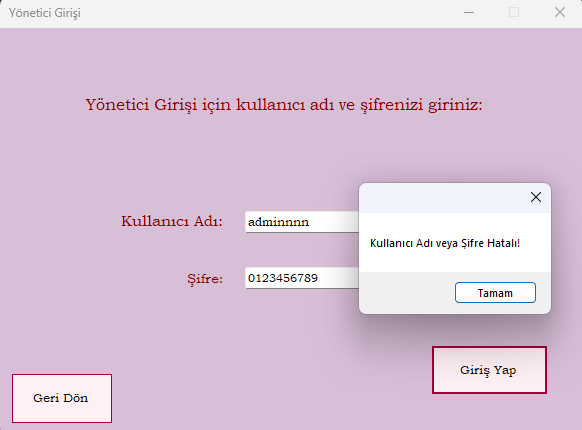 Yönetici Girişi
Yönetici Girişi için kullanıcı adı ve şifrenizi giriniz:
Kullanıcı Adı: adminnnn
Şifre: 0123456789
Kullanıcı Adı veya Şifre Hatalı!
Tamam
Giriş Yap
Geri Dön